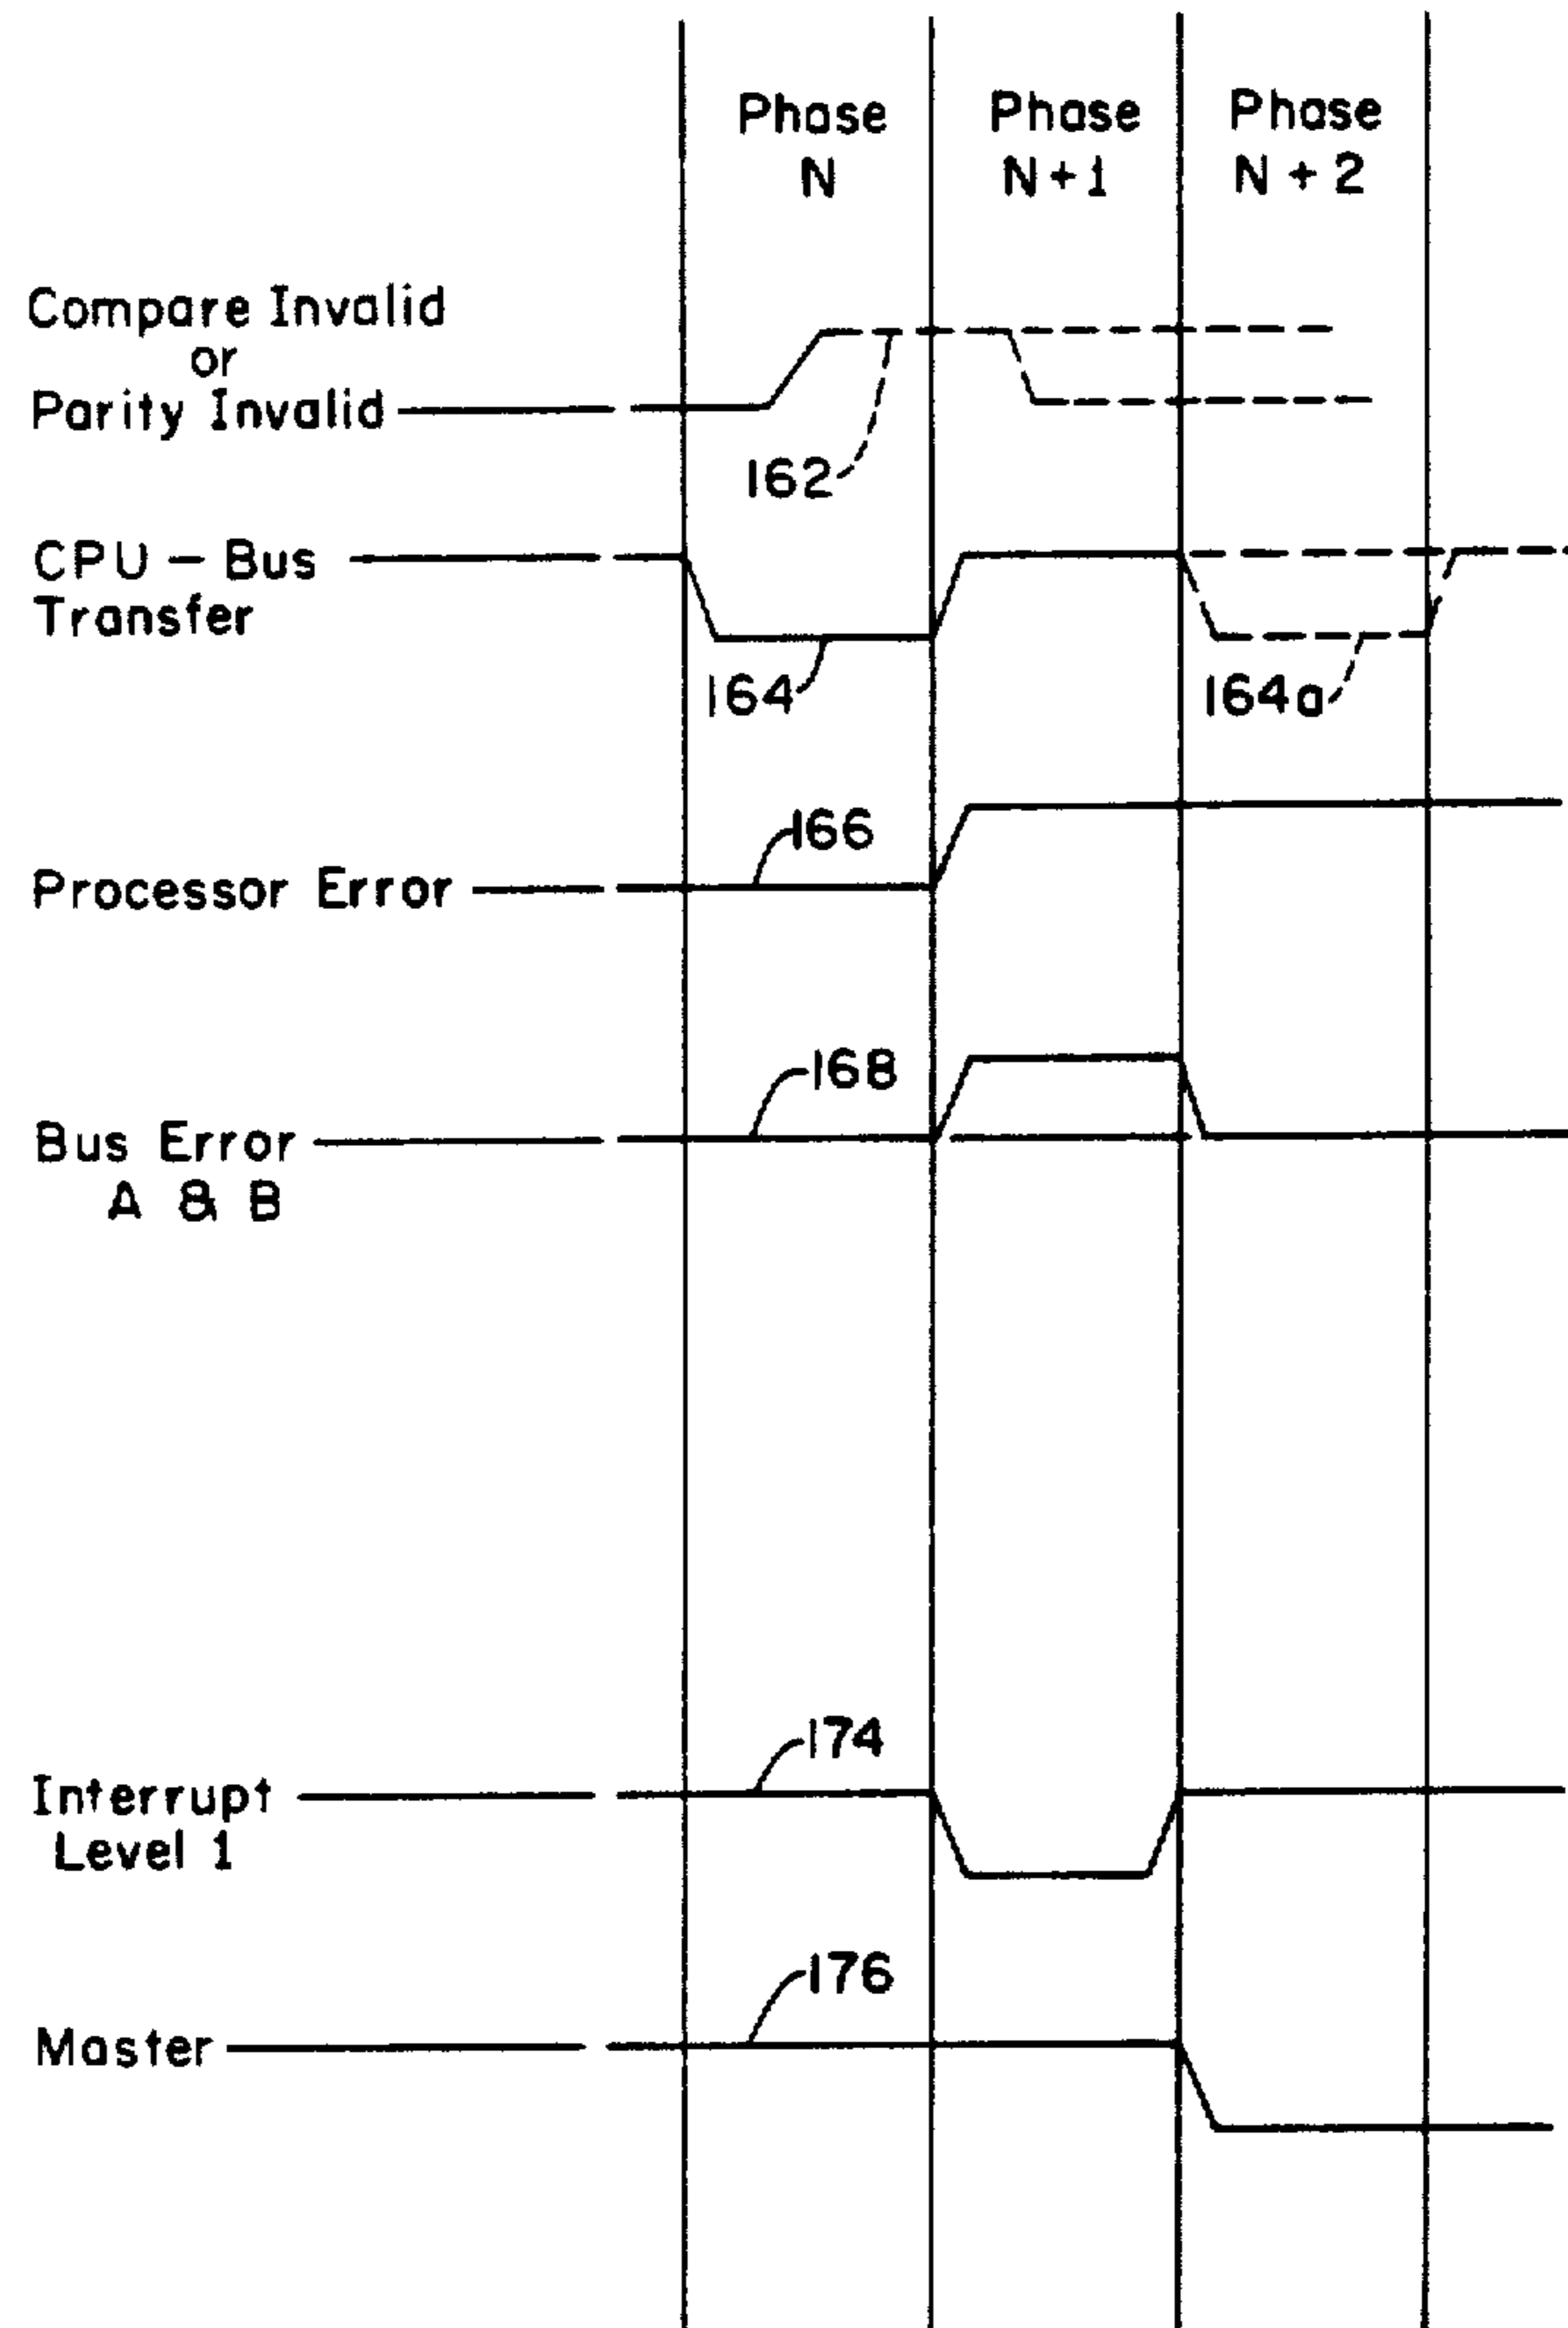 Phase
N
Phase
N+1
Phase
N + 2
Compare Invalid
or
Parity Invalid
162
CPU – Bus
Transfer
164
164a
166
Processor Error
168
Bus Error
A & B
174
Interrupt
Level 1
176
Master